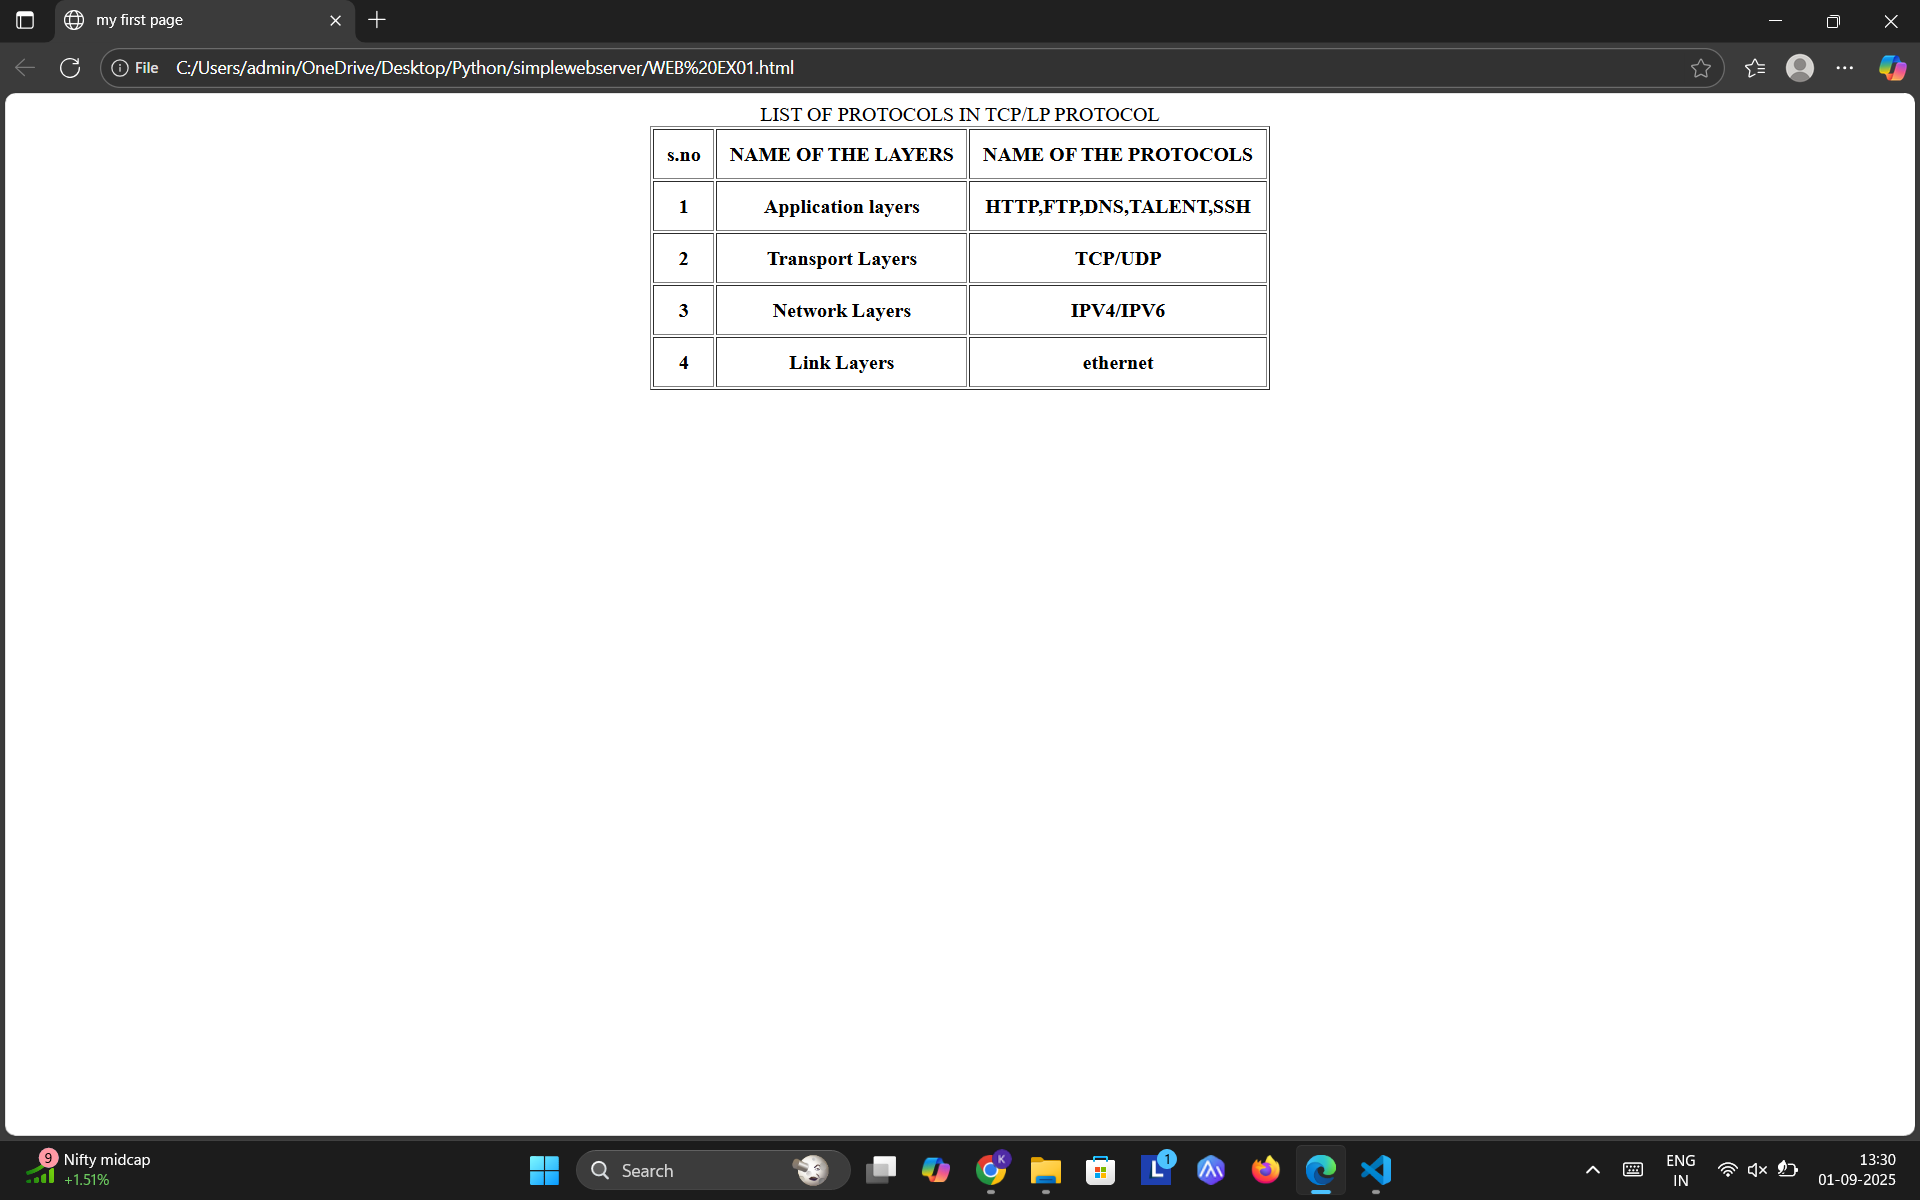 my first page
File C:/Users/admin/OneDrive/Desktop/Python/simplewebserver/WEB%20EX01.html
LIST OF PROTOCOLS IN TCP/LP PROTOCOL
s.no NAME OF THE LAYERS NAME OF THE PROTOCOLS
1 Application layers HTTP,FTP,DNS,TALENT,SSH
2 Transport Layers TCP/UDP
3 Network Layers IPV4/IPV6
4 Link Layers ethernet
9 Nifty midcap
+1.51%
Search
K
L 1
ENG
IN
13:30
01-09-2025